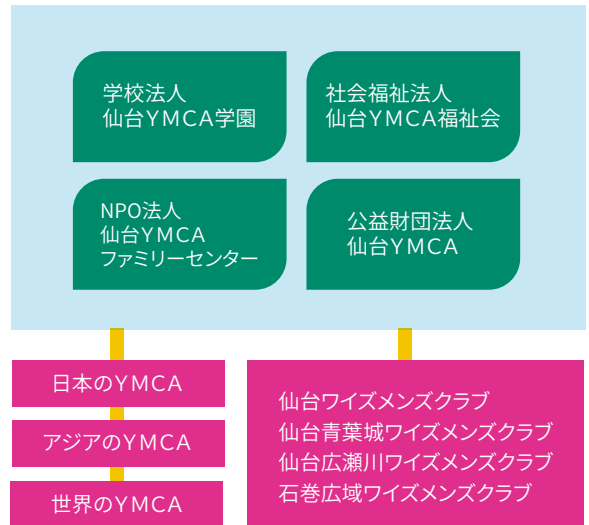 学校法人
仙台YMCA学園
社会福祉法人
仙台YMCA福祉会
NPO法人
仙台YMCA
ファミリーセンター
公益財団法人
仙台YMCA
日本のYMCA
アジアのYMCA
世界のYMCA
仙台ワイズメンズクラブ
仙台青葉城ワイズメンズクラブ
仙台広瀬川ワイズメンズクラブ
石巻広域ワイズメンズクラブ